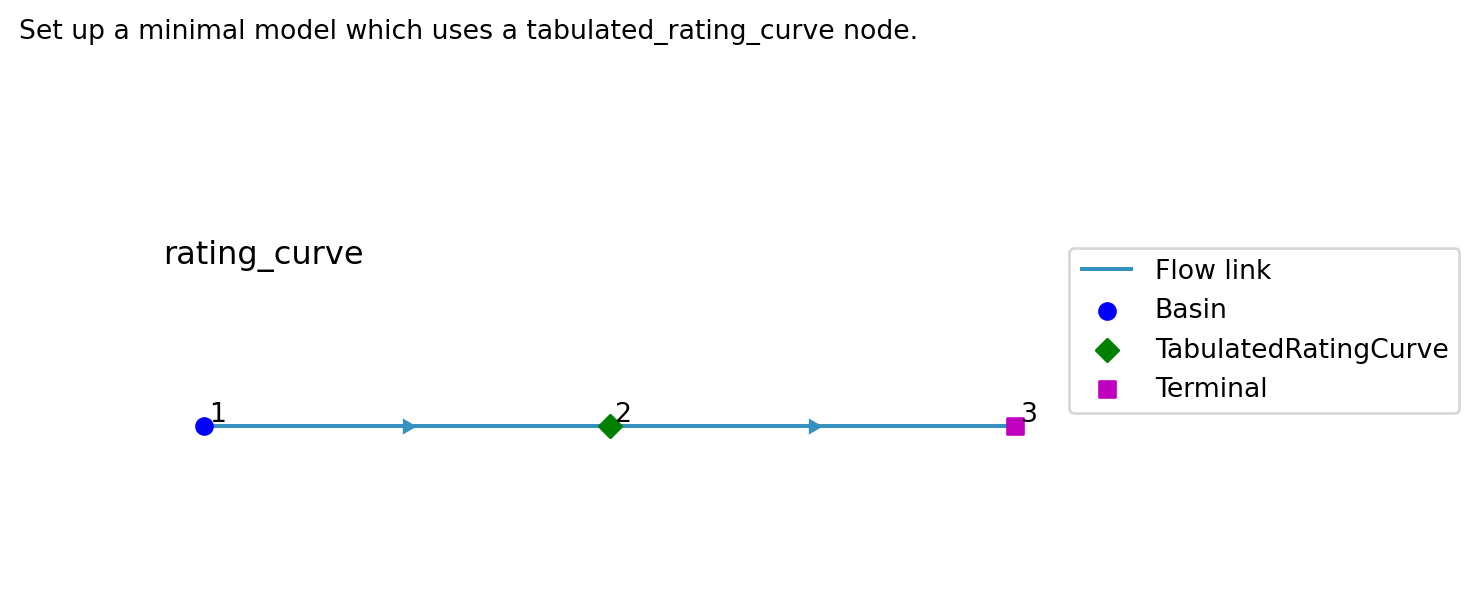 Set up a minimal model which uses a tabulated_rating_curve node.
rating_curve
Flow link
Basin
TabulatedRatingCurve
Terminal
1
2
3